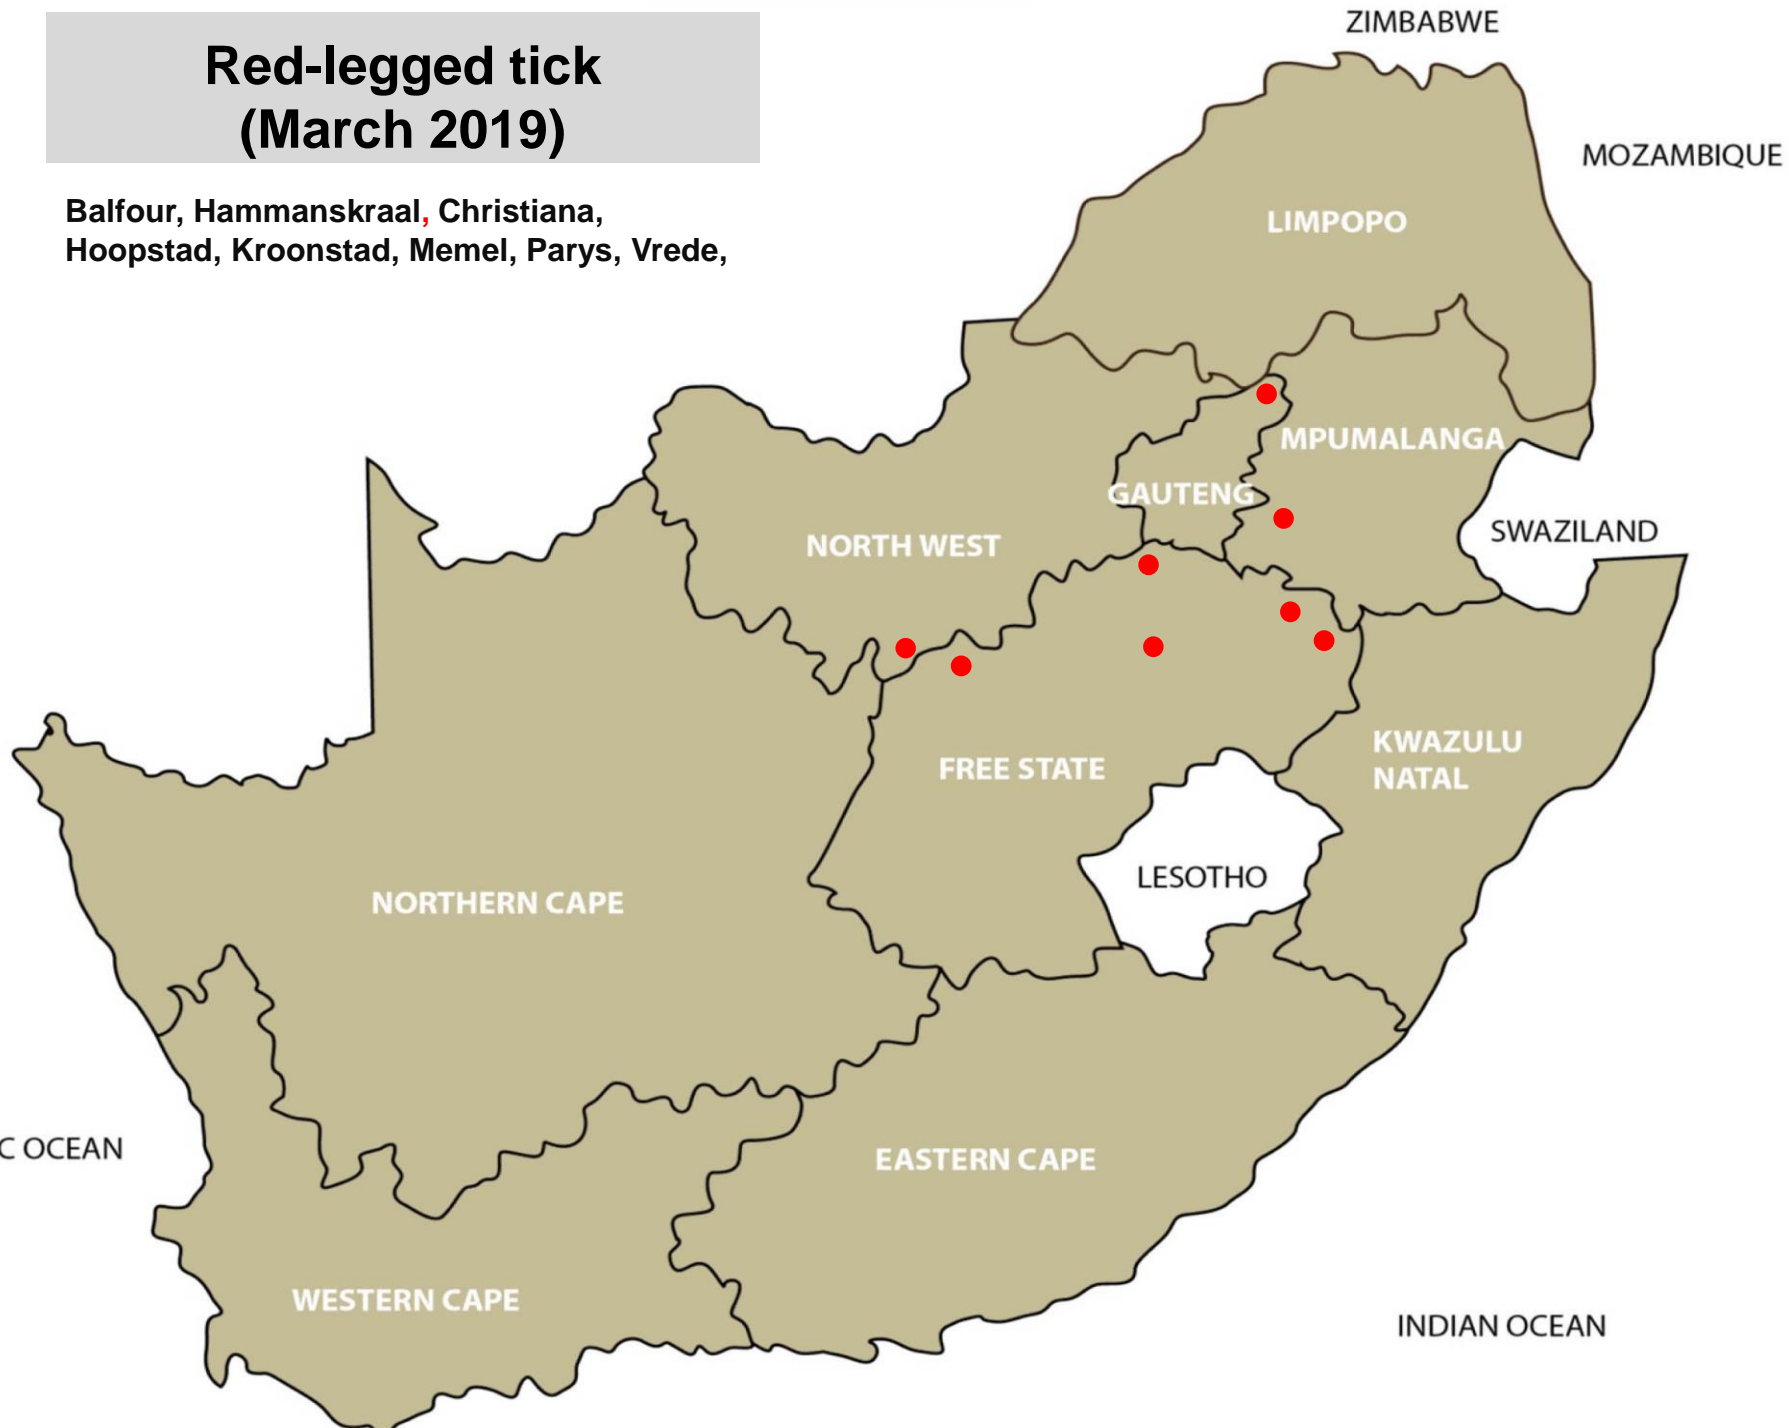 Red-legged tick
(March 2019)
Balfour, Hammanskraal, Christiana,
Hoopstad, Kroonstad, Memel, Parys, Vrede,
ZIMBABWE
MOZAMBIQUE
LIMPOPO
MPUMALANGA
GAUTENG
SWAZILAND
NORTH WEST
KWAZULU
NATAL
FREE STATE
LESOTHO
NORTHERN CAPE
C OCEAN
EASTERN CAPE
WESTERN CAPE
INDIAN OCEAN